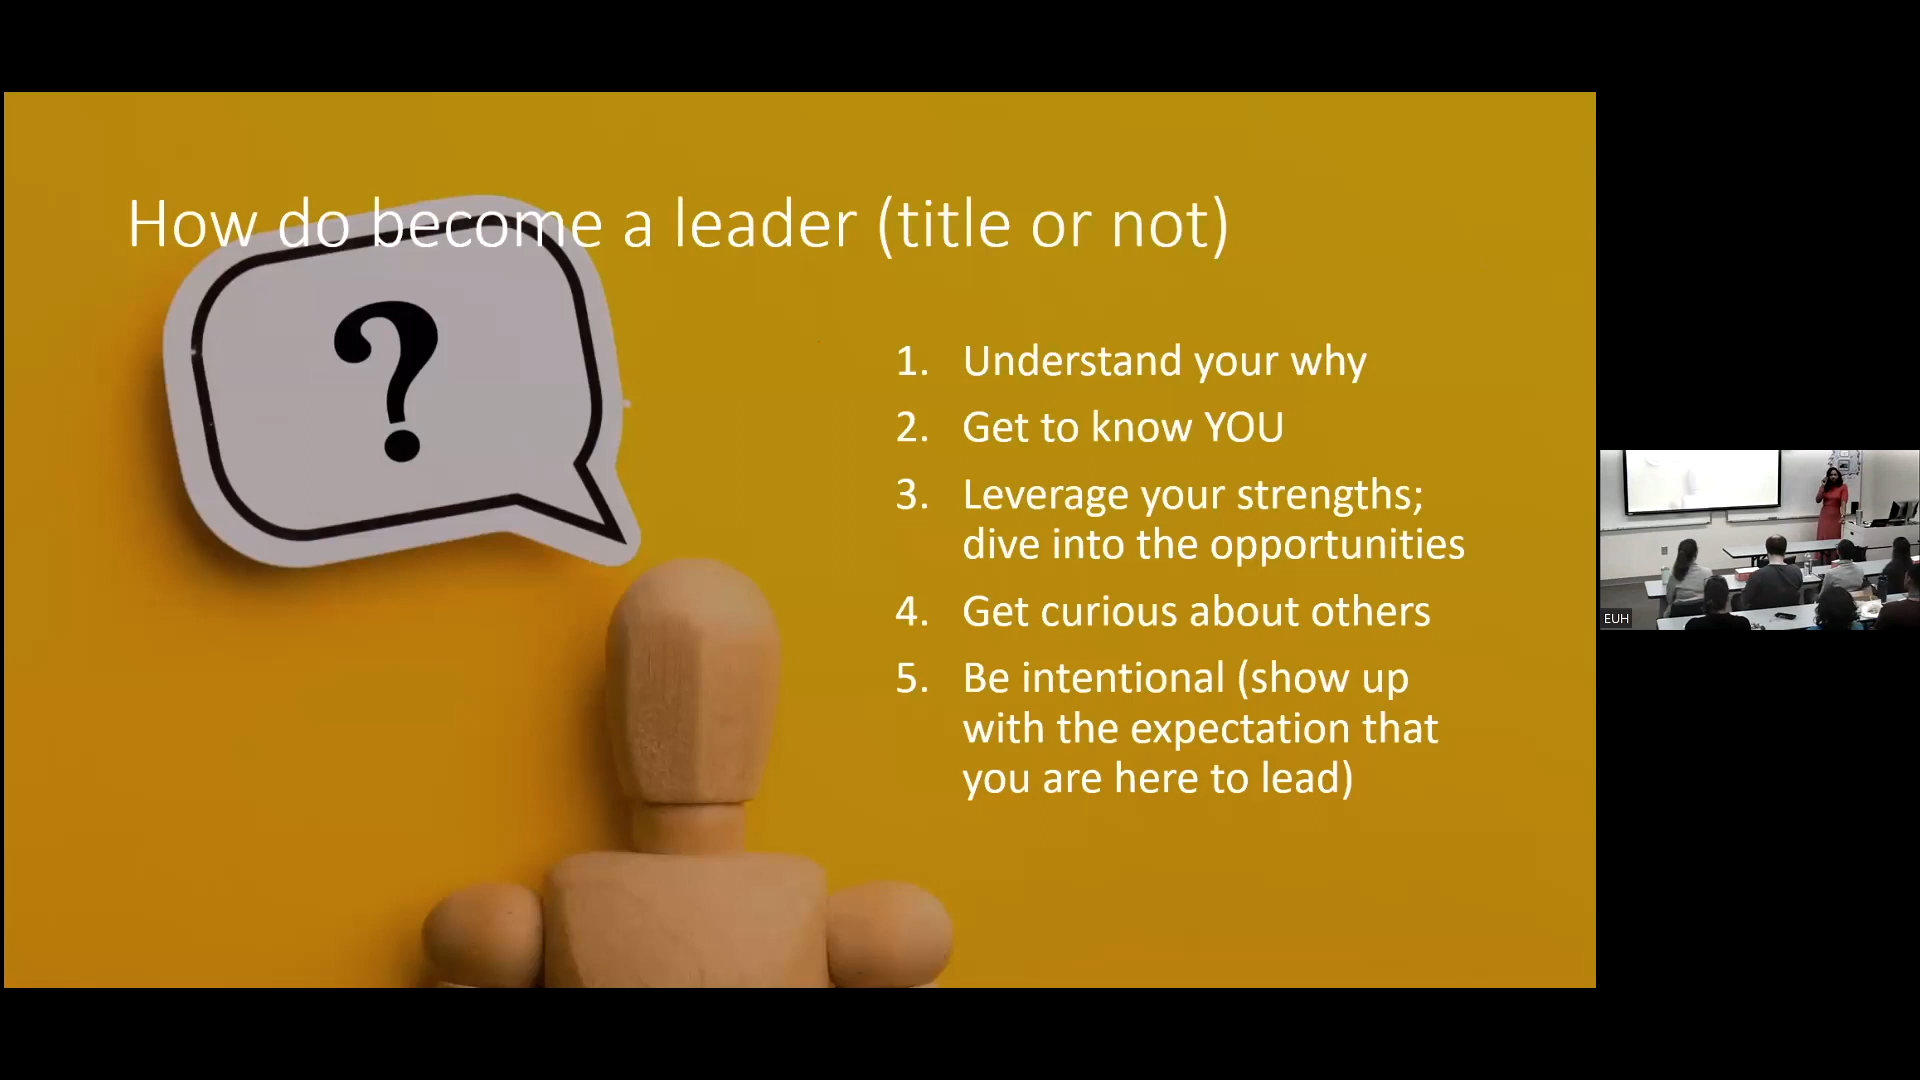 How do become a leader (title or not)
?
1. Understand your why
2. Get to know YOU
3. Leverage your strengths;
dive into the opportunities
4. Get curious about others
5. Be intentional (show up
with the expectation that
you are here to lead)
EUH